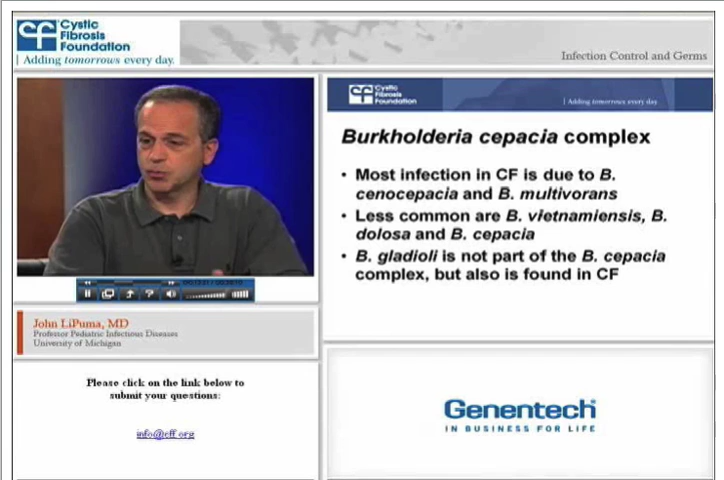 Cystic
Fibrosis
Foundation
Adding tomorrows every day.
Infection Control and Germs
Cystic
Fibrosis
Foundation
Adding tomorrows every day
Burkholderia cepacia complex
• Most infection in CF is due to B.
cenocepacia and B. multivorans
• Less common are B. vietnamiensis, B.
dolosa and B. cepacia
• B. gladioli is not part of the B. cepacia
complex, but also is found in CF
John LiPuma, MD
Professor Pediatric Infectious Diseases
University of Michigan
Please click on the link below to
submit your questions:
info@cff.org
Genentech
IN BUSINESS FOR LIFE